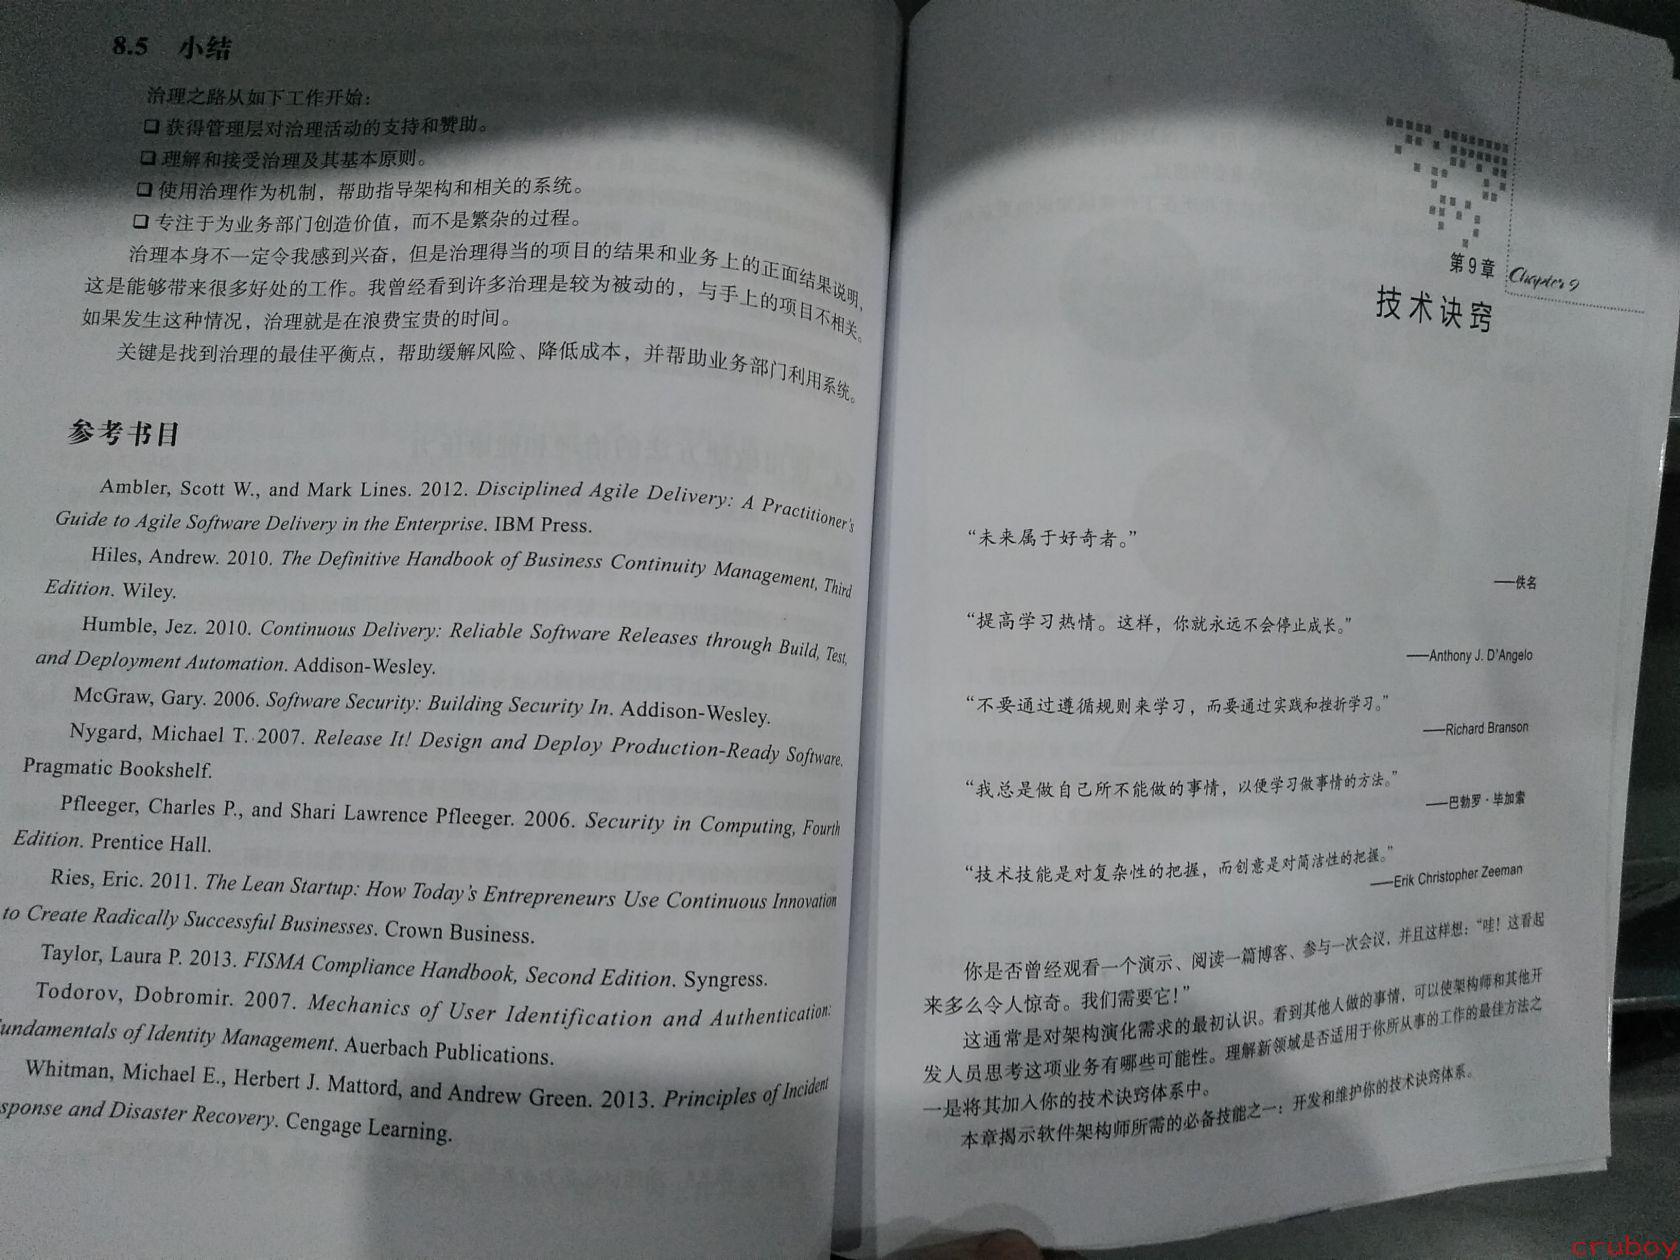 8.5 小结
治理之路从如下工作开始：
❑ 获得管理层对治理活动的支持和赞助。
❑ 理解和接受治理及其基本原则。
❑ 使用治理作为机制，帮助指导架构和相关的系统。
❑ 专注于为业务部门创造价值，而不是繁杂的过程。
治理本身不一定令我感到兴奋，但是治理得当的项目的结果和业务上的正面结果说明，
这是能够带来很多好处的工作。我曾经看到许多治理是较为被动的，与手上的项目不相关。
如果发生这种情况，治理就是在浪费宝贵的时间。
关键是找到治理的最佳平衡点，帮助缓解风险、降低成本，并帮助业务部门利用系统。
参考书目
Ambler, Scott W., and Mark Lines. 2012. Disciplined Agile Delivery: A Practitioner's
Guide to Agile Software Delivery in the Enterprise. IBM Press.
Hiles, Andrew. 2010. The Definitive Handbook of Business Continuity Management, Third
Edition. Wiley.
Humble, Jez. 2010. Continuous Delivery: Reliable Software Releases through Build, Test,
and Deployment Automation. Addison-Wesley.
McGraw, Gary. 2006. Software Security: Building Security In. Addison-Wesley.
Nygard, Michael T. 2007. Release It! Design and Deploy Production-Ready Software.
Pragmatic Bookshelf.
Pfleeger, Charles P., and Shari Lawrence Pfleeger. 2006. Security in Computing, Fourth
Edition. Prentice Hall.
Ries, Eric. 2011. The Lean Startup: How Today's Entrepreneurs Use Continuous Innovation
to Create Radically Successful Businesses. Crown Business.
Taylor, Laura P. 2013. FISMA Compliance Handbook, Second Edition. Syngress.
Todorov, Dobromir. 2007. Mechanics of User Identification and Authentication:
Fundamentals of Identity Management. Auerbach Publications.
Whitman, Michael E., Herbert J. Mattord, and Andrew Green. 2013. Principles of Incident
sponse and Disaster Recovery. Cengage Learning.
第9章 Chapter 9
技术诀窍
“未来属于好奇者。”
——佚名
“提高学习热情。这样，你就永远不会停止成长。”
——Anthony J. D'Angelo
“不要通过遵循规则来学习，而要通过实践和挫折学习。”
——Richard Branson
“我总是做自己所不能做的事情，以便学习做事情的方法。”
——巴勃罗·毕加索
“技术技能是对复杂性的把握，而创意是对简洁性的把握。”
——Erik Christopher Zeeman
你是否曾经观看一个演示、阅读一篇博客、参与一次会议，并且这样想：“哇！这看起
来多么令人惊奇。我们需要它！”
这通常是对架构演化需求的最初认识。看到其他人做的事情，可以使架构师和其他开
发人员思考这项业务有哪些可能性。理解新领域是否适用于你所从事的工作的最佳方法之
一是将其加入你的技术诀窍体系中。
本章揭示软件架构师所需的必备技能之一：开发和维护你的技术诀窍体系。
cruboy